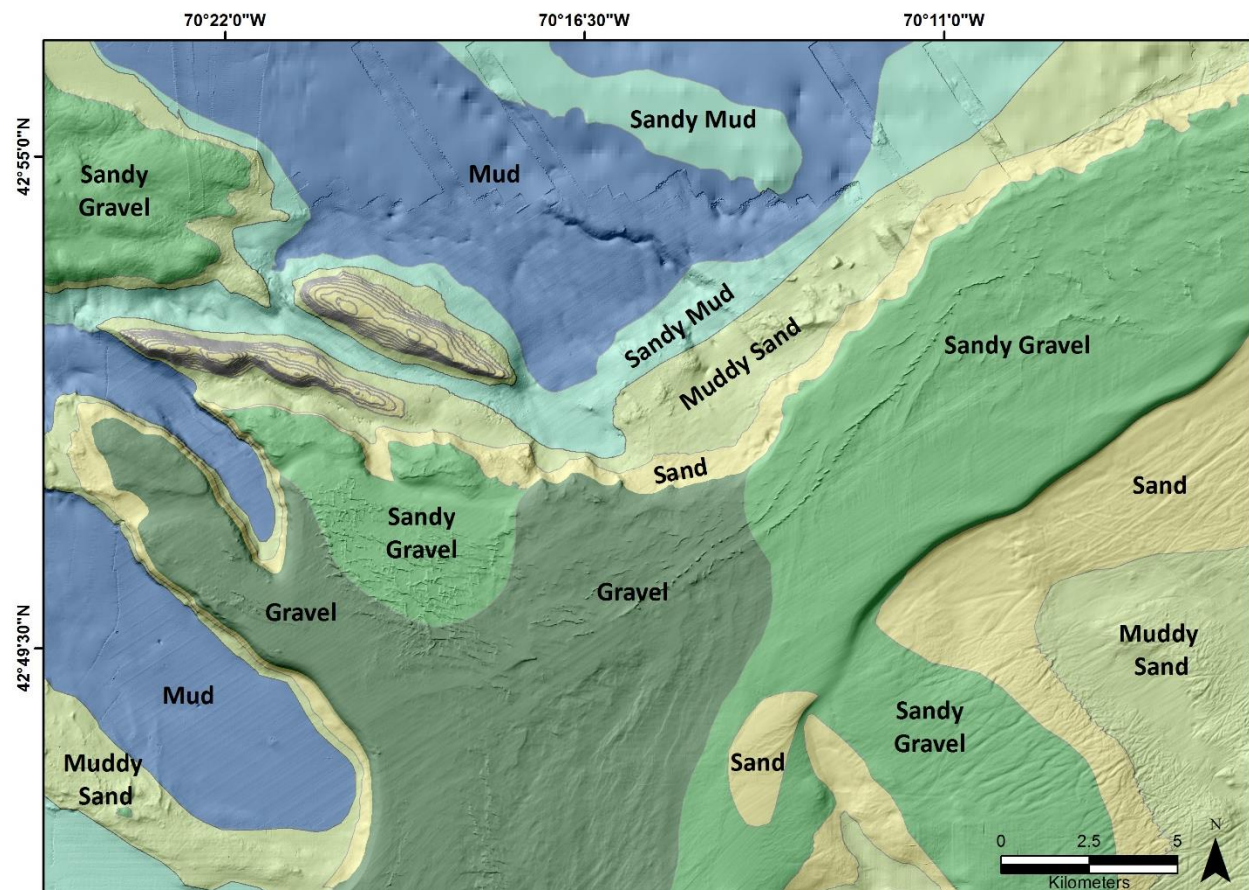 70°22'0"W
70°16'30"W
70°11'0"W
42°55'0"N
42°49'30"N
Sandy Mud
Mud
Sandy
Gravel
Sandy Mud
Muddy Sand
Sandy Gravel
Sand
Sand
Sandy
Gravel
Gravel
Gravel
Muddy
Sand
Mud
Sandy
Gravel
Muddy
Sand
Sand
0
2.5
5
Kilometers
N